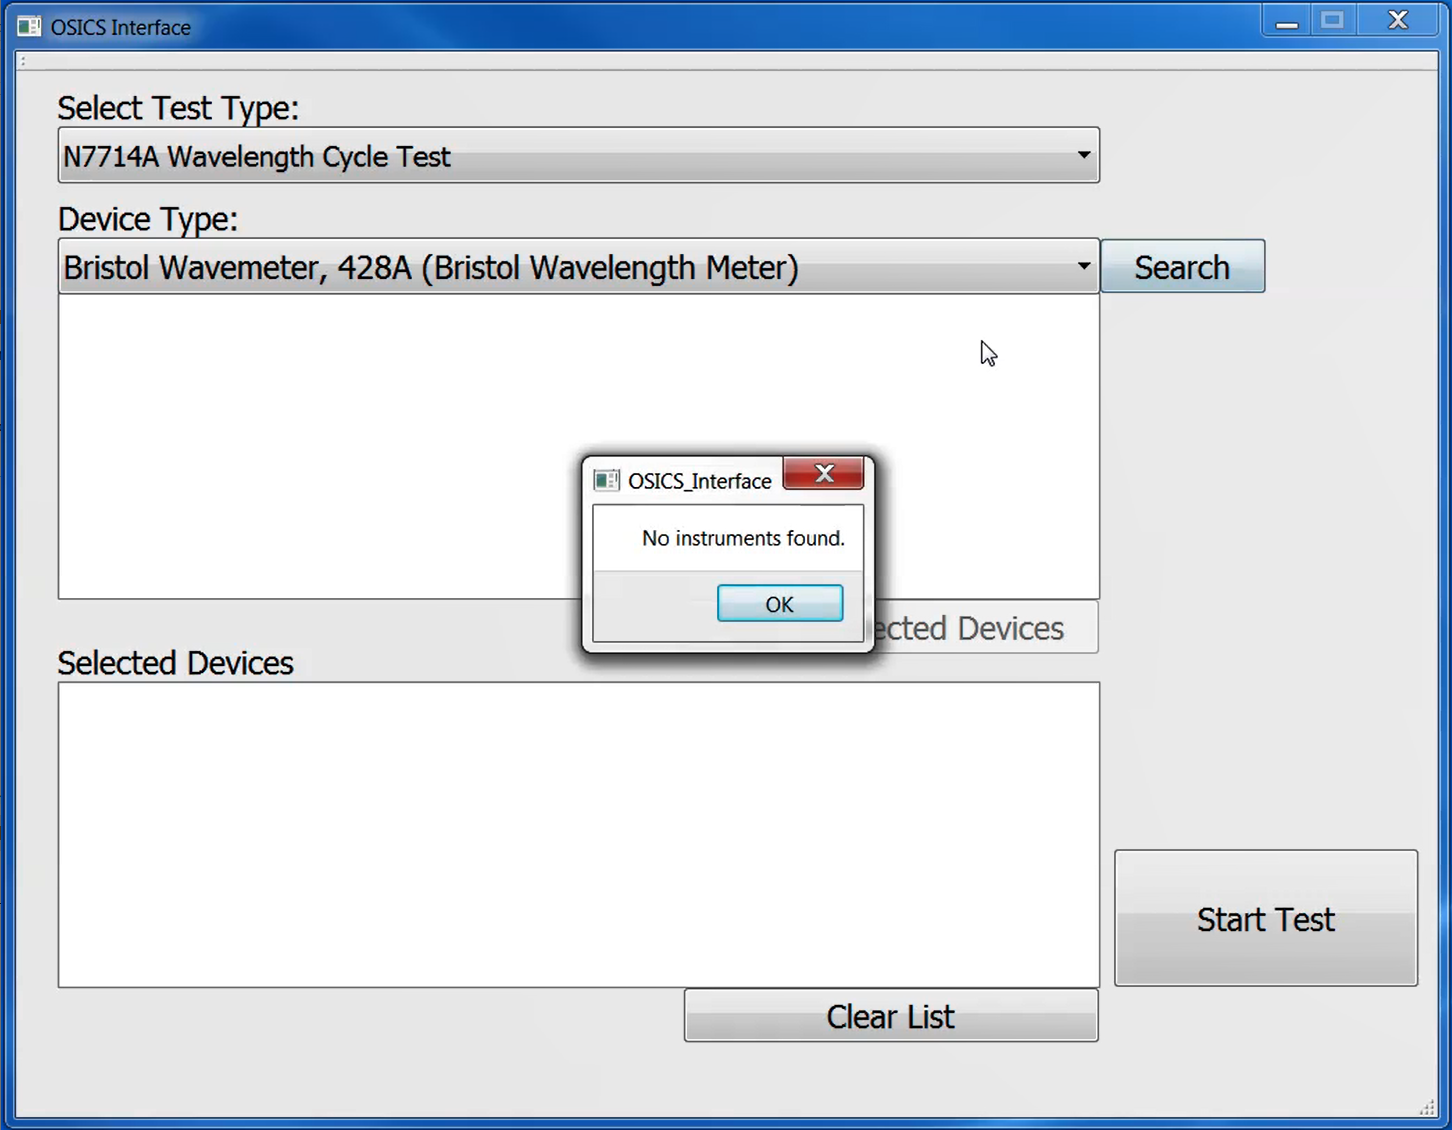 OSICS Interface
Select Test Type:
N7714A Wavelength Cycle Test
Device Type:
Bristol Wavemeter, 428A (Bristol Wavelength Meter)
Search
OSICS_Interface
No instruments found.
OK
ected Devices
Selected Devices
Start Test
Clear List